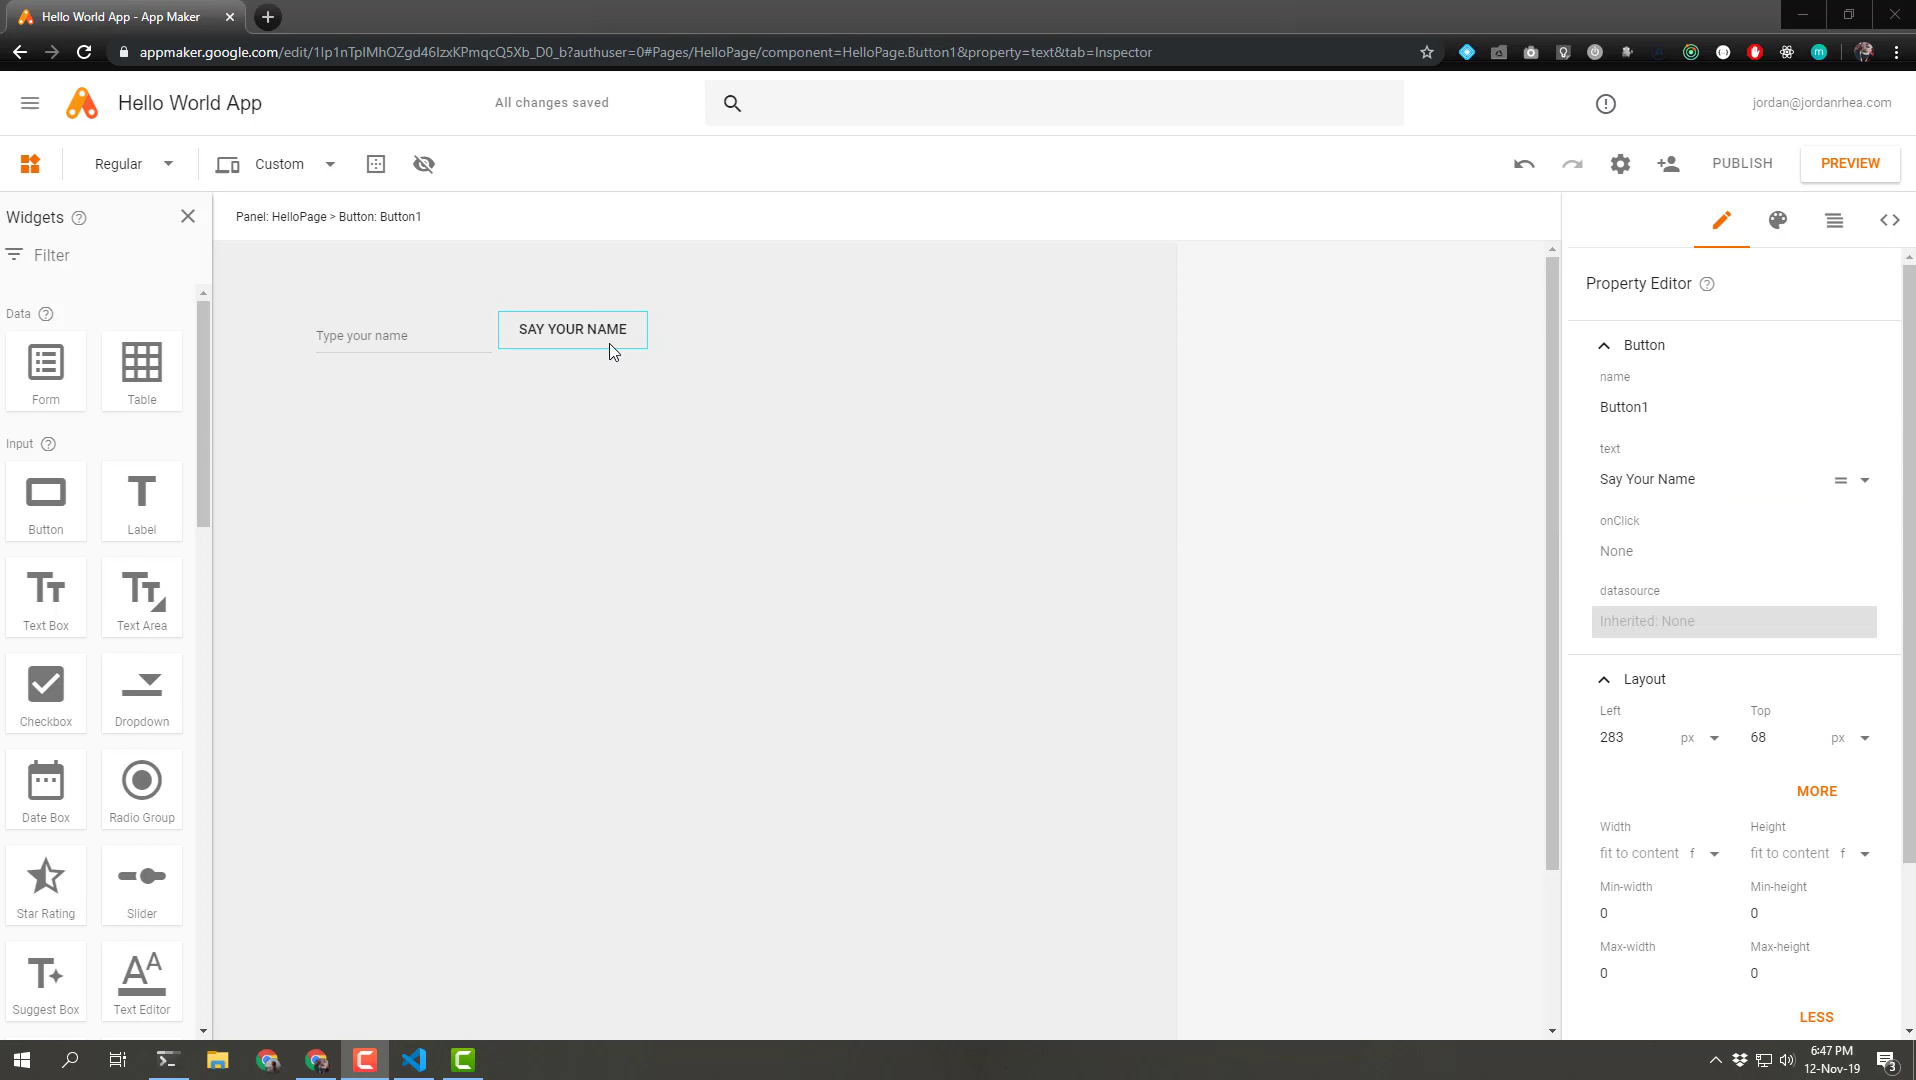 Hello World App - App Maker
appmaker.google.com/edit/1Ip1nTplMhOZgd46IzxKPmqcQ5Xb_D0_b?authuser=0#Pages/HelloPage/component=HelloPage.Button1&property=text&tab=Inspector
Hello World App
All changes saved
jordan@jordanrhea.com
Regular
Custom
PUBLISH
PREVIEW
Widgets
Panel: HelloPage > Button: Button1
Filter
Data
Form
Table
Input
Button
Label
Text Box
Text Area
Checkbox
Dropdown
Date Box
Radio Group
Star Rating
Slider
Suggest Box
Text Editor
Type your name
SAY YOUR NAME
Property Editor
Button
name
Button1
text
Say Your Name
onClick
None
datasource
Inherited: None
Layout
Left
Top
283 px
68 px
MORE
Width
Height
fit to content f
fit to content f
Min-width
Min-height
0
0
Max-width
Max-height
0
0
LESS
6:47 PM
12-Nov-19
3